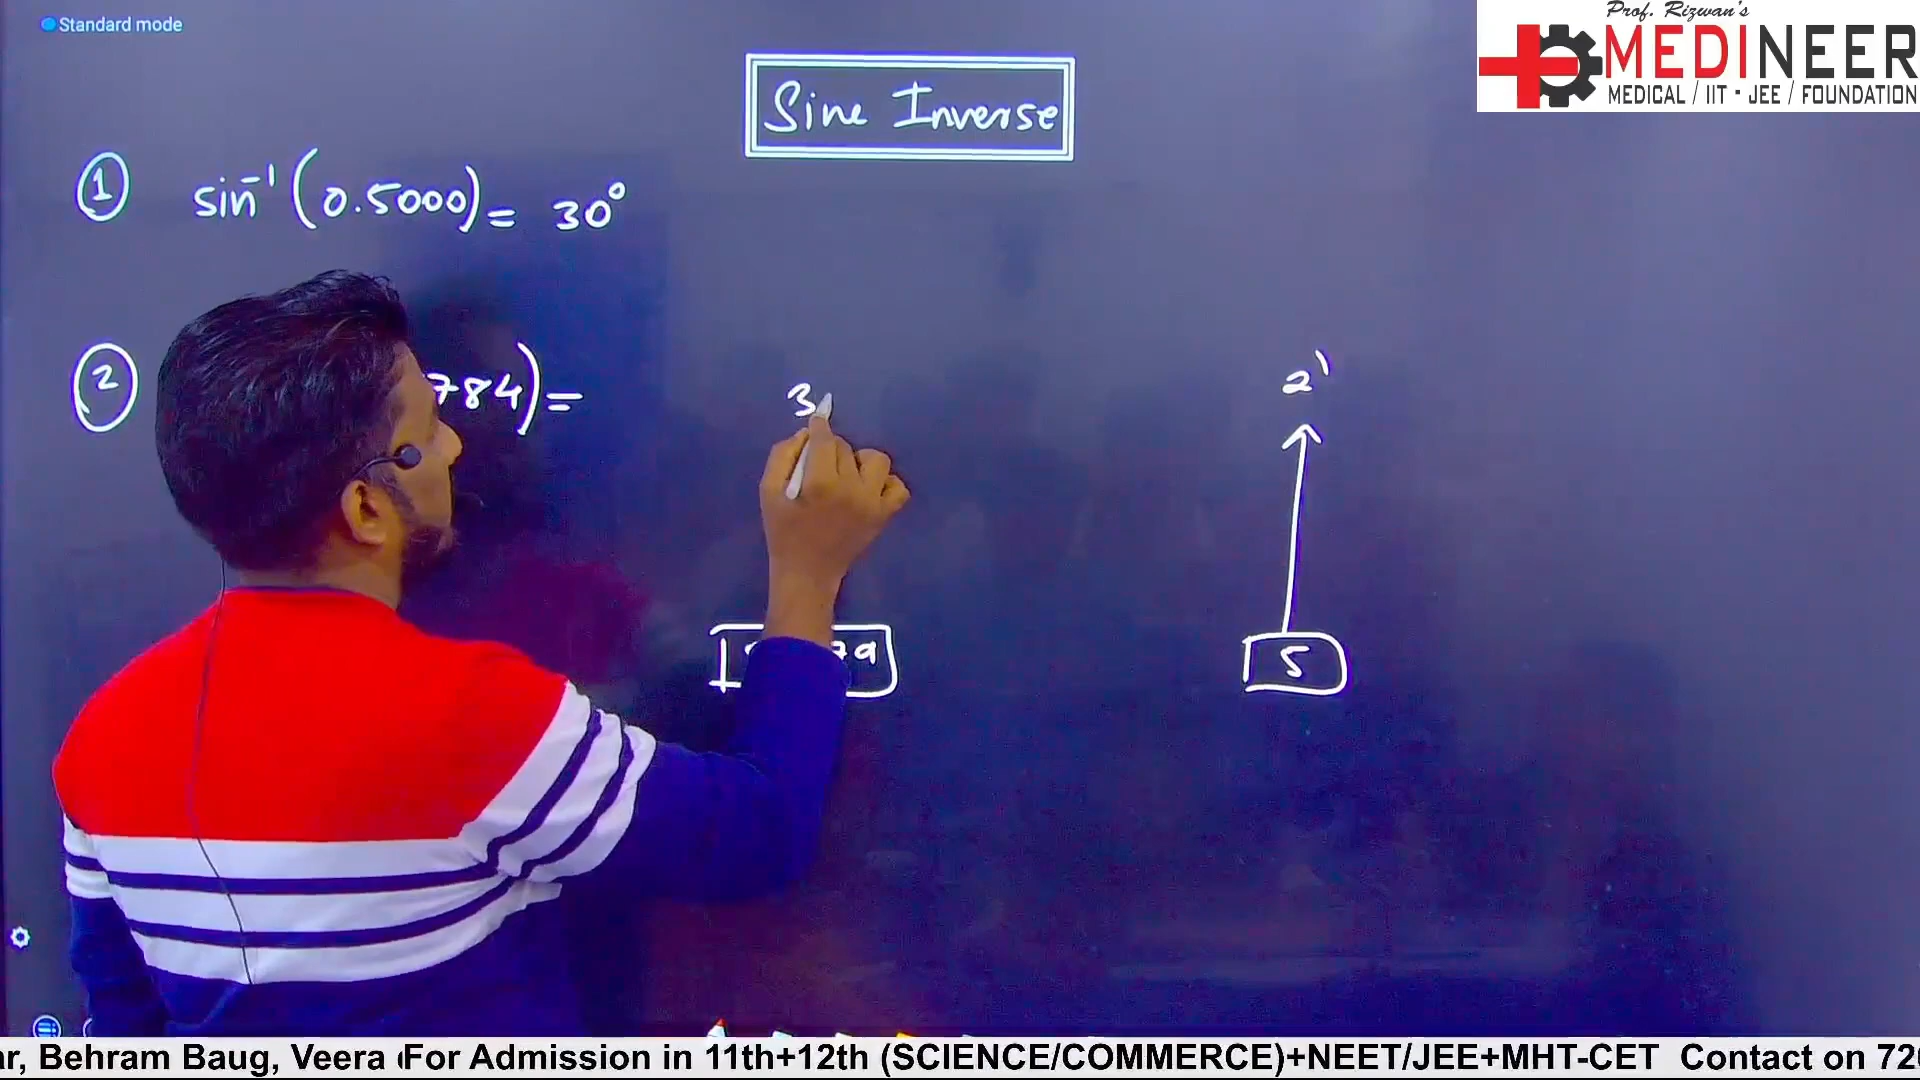 Standard mode
Prof. Rizwan's
MEDINEER
MEDICAL / IIT - JEE / FOUNDATION
Sine Inverse
1 sin⁻¹ (0.5000) = 30°
2 784) =
3
2'
79
5
ar, Behram Baug, Veera For Admission in 11th+12th (SCIENCE/COMMERCE)+NEET/JEE+MHT-CET Contact on 72